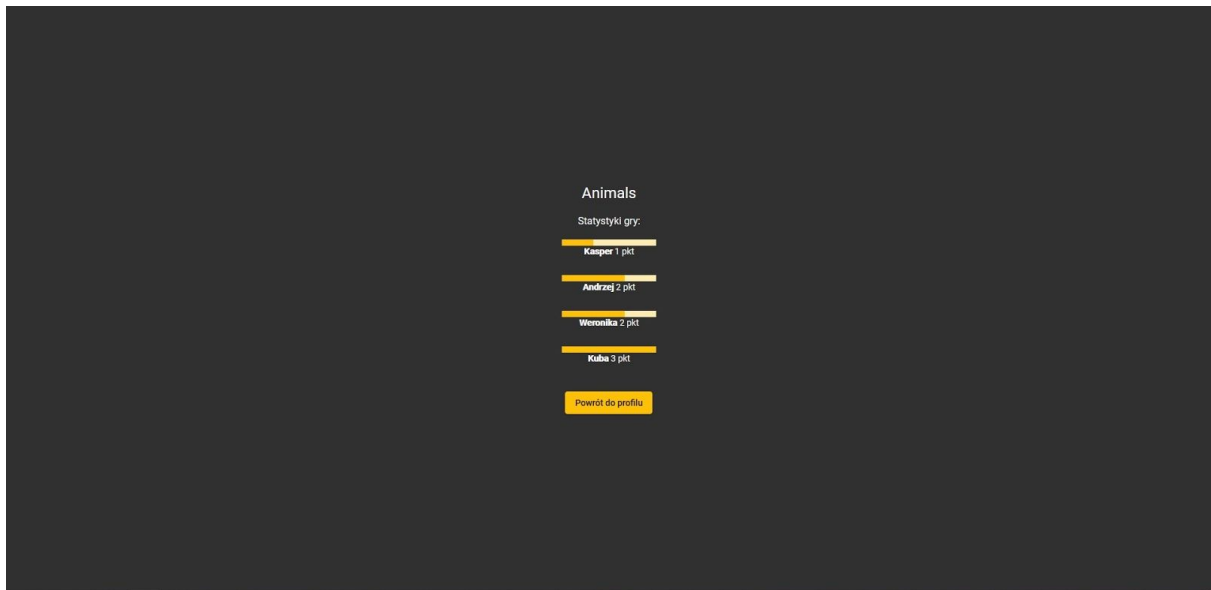 Animals
Statystyki gry:
Kasper 1 pkt
Andrzej 2 pkt
Weronika 2 pkt
Kuba 3 pkt
Powrót do profilu